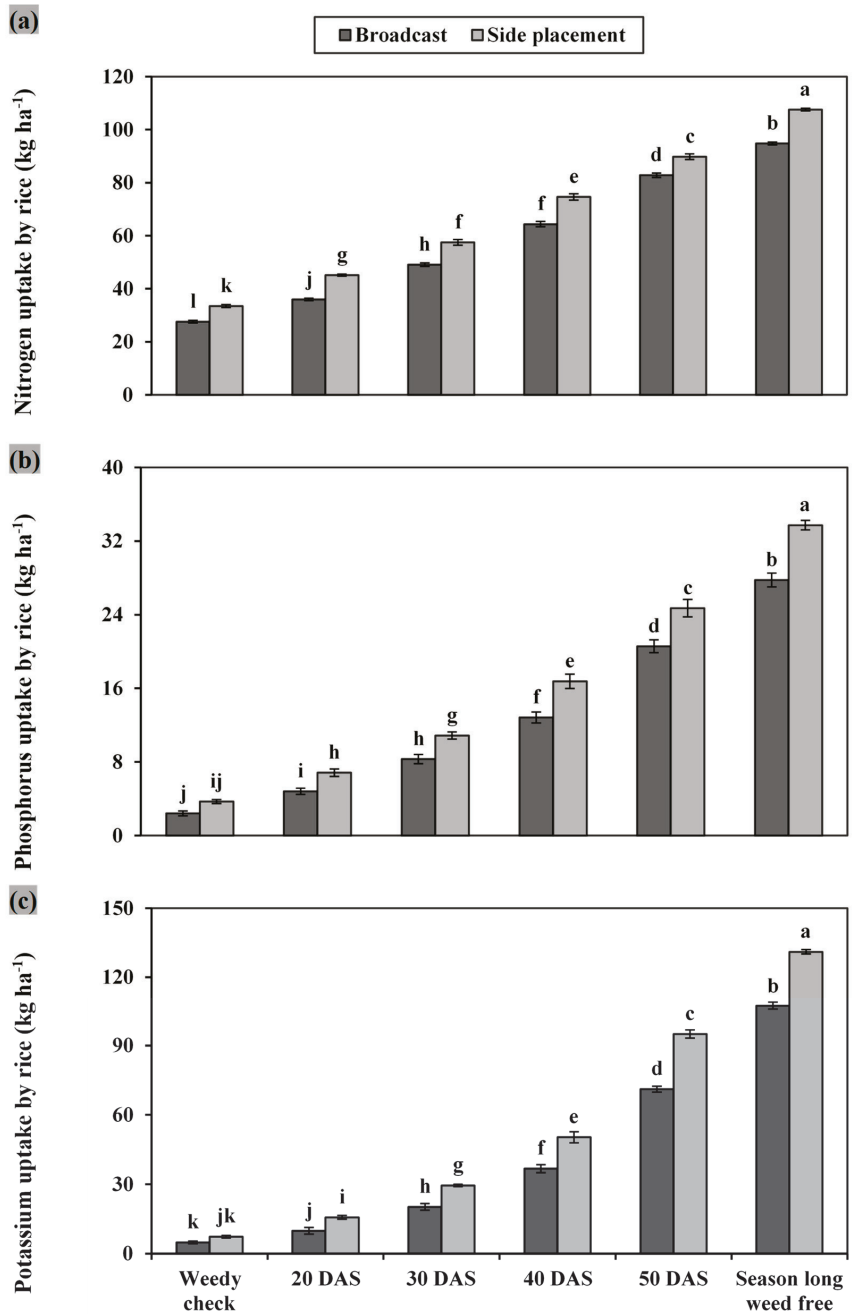 (a)
Broadcast Side placement
Nitrogen uptake by rice (kg ha⁻¹)
120
100
80
60
40
20
0
l k j g h f f e d c b a
(b)
Phosphorus uptake by rice (kg ha⁻¹)
40
32
24
16
8
0
j ij i h h g f e d c b a
(c)
Potassium uptake by rice (kg ha⁻¹)
150
120
90
60
30
0
k jk j i h g f e d c b a
Weedy check
20 DAS
30 DAS
40 DAS
50 DAS
Season long
weed free